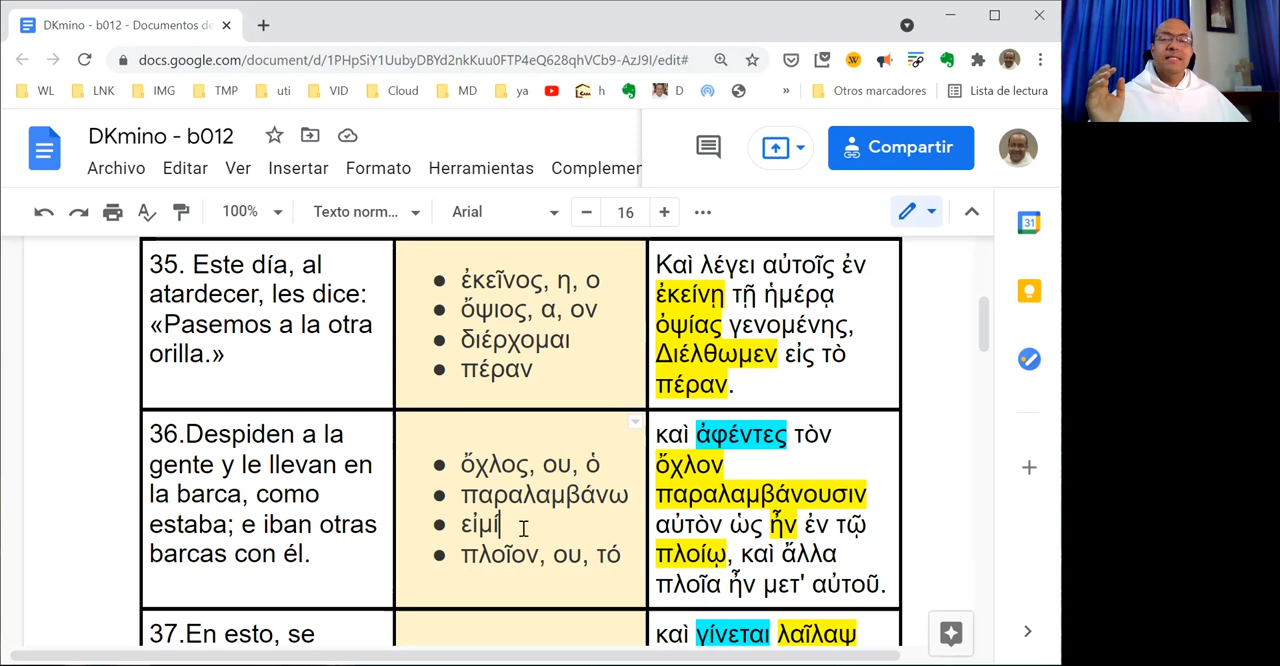 DKmino - b012 - Documentos de
docs.google.com/document/d/1PHpSiY1UubyDBYd2nkKuu0FTP4eQ628qhVCb9-AzJ9I/edit#
WL LNK IMG TMP uti VID Cloud MD ya h D » Otros marcadores Lista de lectura
DKmino - b012
Compartir
Archivo Editar Ver Insertar Formato Herramientas Complemen
100% Texto norm... Arial 16
31
35. Este día, al
atardecer, les dice:
«Pasemos a la otra
orilla.»
ἐκεῖνος, η, ο
ὄψιος, α, ον
διέρχομαι
πέραν
Καὶ λέγει αὐτοῖς ἐν
ἐκείνῃ τῇ ἡμέρᾳ
ὀψίας γενομένης,
Διέλθωμεν εἰς τὸ
πέραν.
36.Despiden a la
gente y le llevan en
la barca, como
estaba; e iban otras
barcas con él.
ὄχλος, ου, ὁ
παραλαμβάνω
εἰμί
πλοῖον, ου, τό
καὶ ἀφέντες τὸν
ὄχλον
παραλαμβάνουσιν
αὐτὸν ὡς ἦν ἐν τῷ
πλοίῳ, καὶ ἄλλα
πλοῖα ἦν μετ' αὐτοῦ.
37.En esto, se
καὶ γίνεται λαῖλαψ